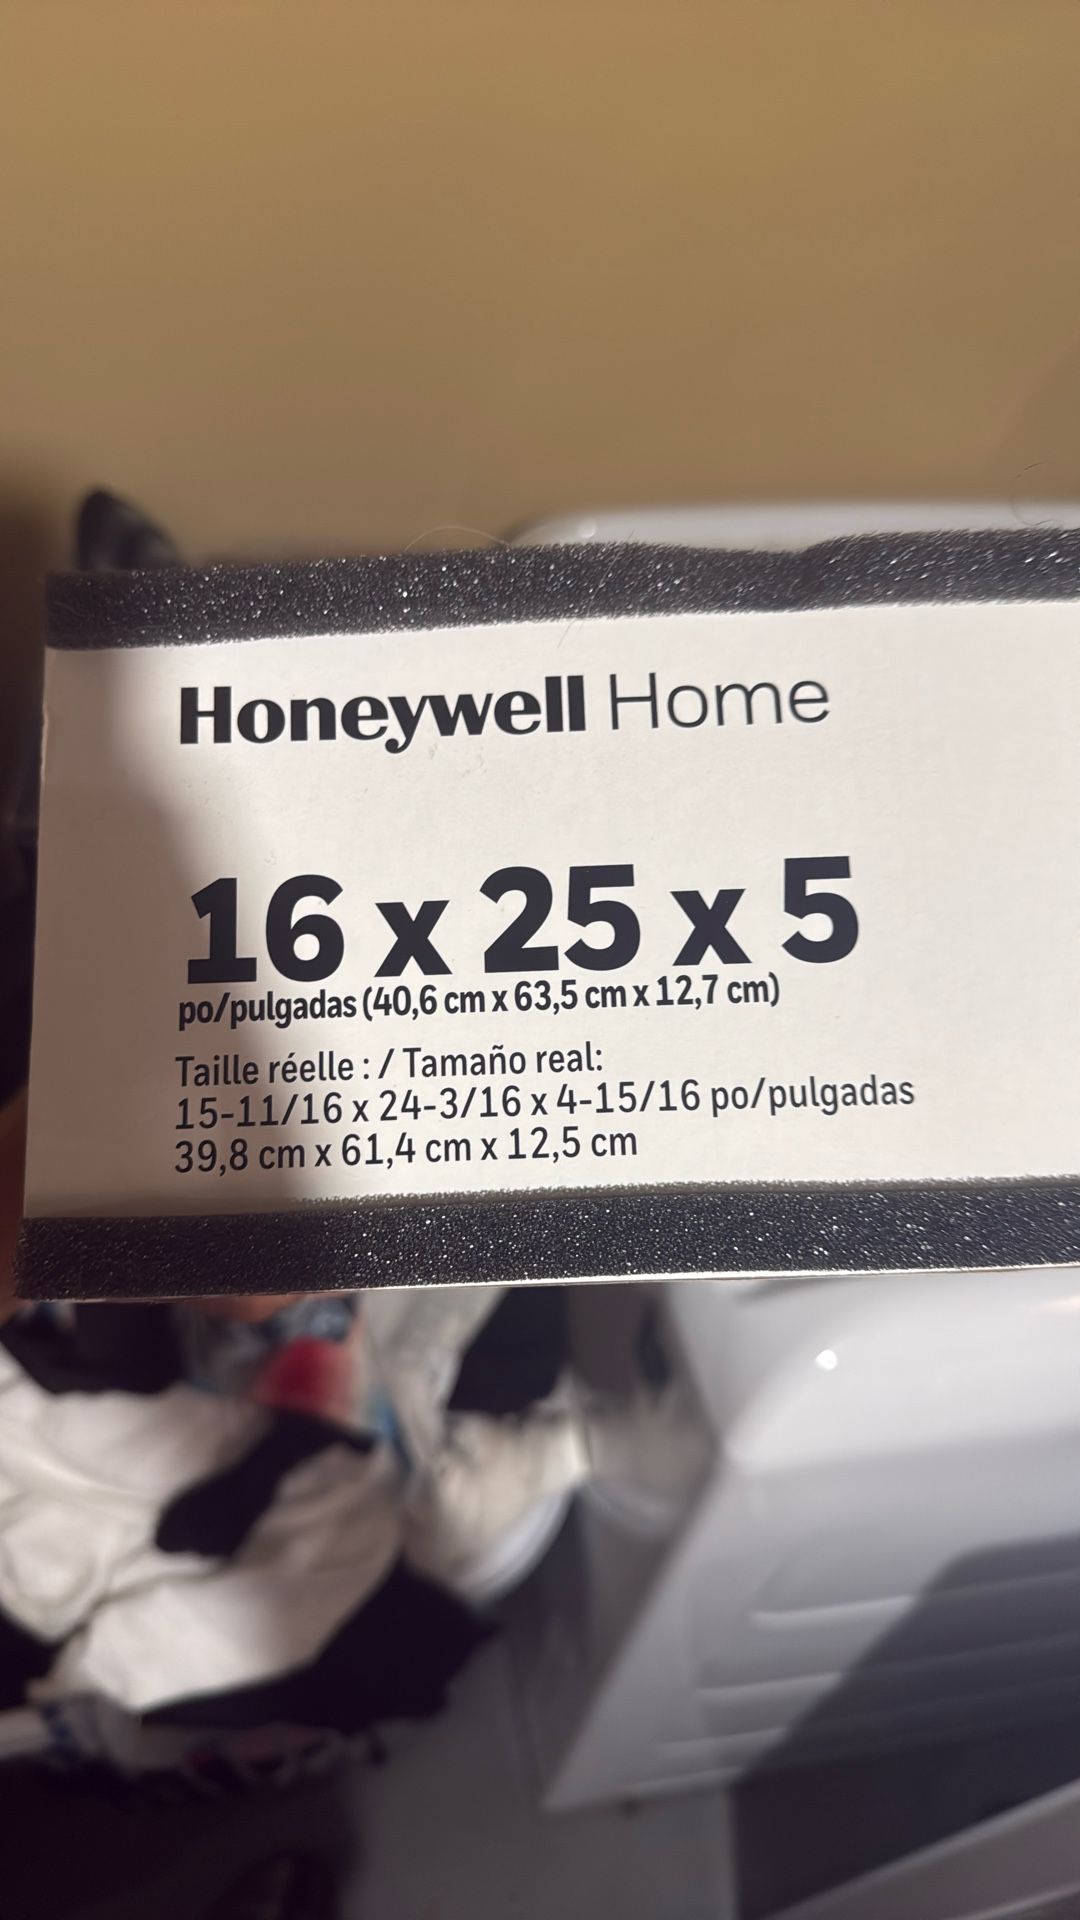 Honeywell Home
16 x 25 x 5
po/pulgadas (40,6 cm x 63,5 cm x 12,7 cm)
Taille réelle : / Tamaño real:
15-11/16 x 24-3/16 x 4-15/16 po/pulgadas
39,8 cm x 61,4 cm x 12,5 cm